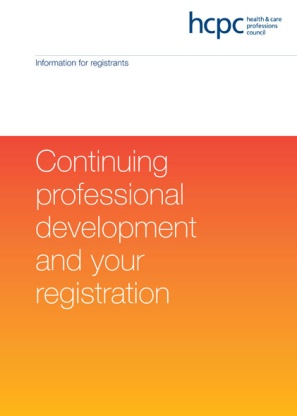 hcpc health & care
professions
council
Information for registrants
Continuing
professional
development
and your
registration